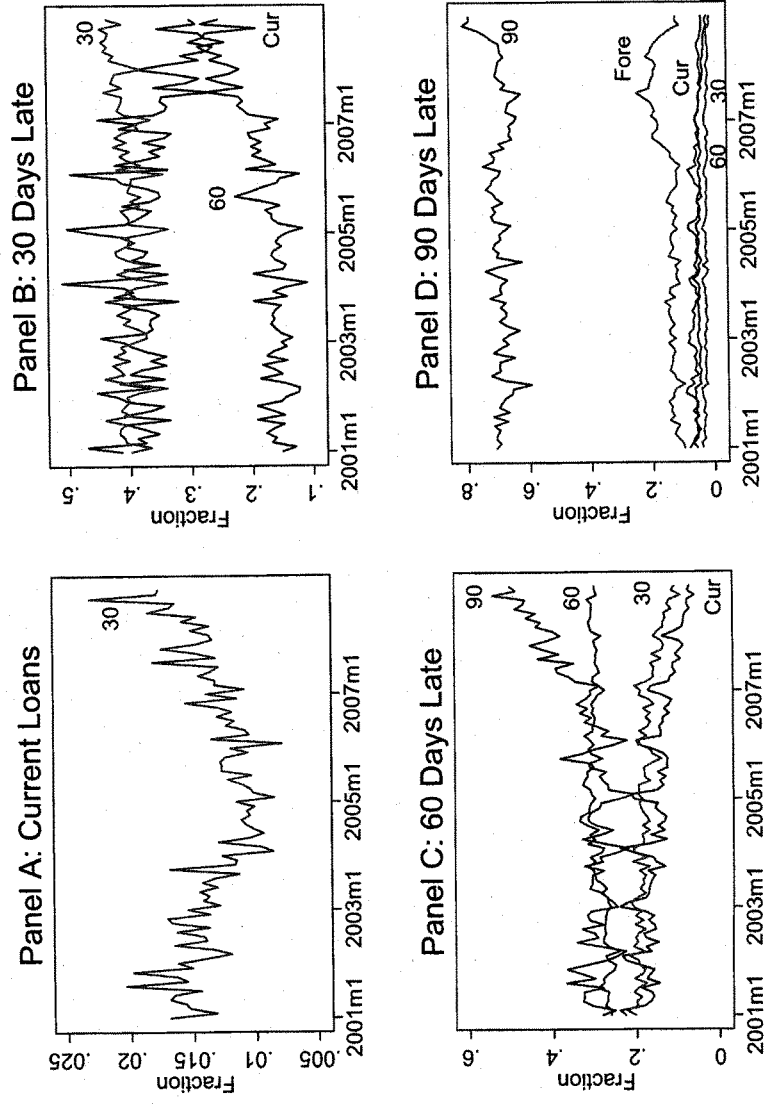 Panel A: Current Loans
Fraction
.025
.02
.015
.01
.005
30
2001m1
2003m1
2005m1
2007m1
Panel B: 30 Days Late
Fraction
.5
.4
.3
.2
.1
30
60
Cur
2001m1
2003m1
2005m1
2007m1
Panel C: 60 Days Late
Fraction
.6
.4
.2
0
90
60
30
Cur
2001m1
2003m1
2005m1
2007m1
Panel D: 90 Days Late
Fraction
.8
.6
.4
.2
0
90
Fore
Cur
60
30
2001m1
2003m1
2005m1
2007m1